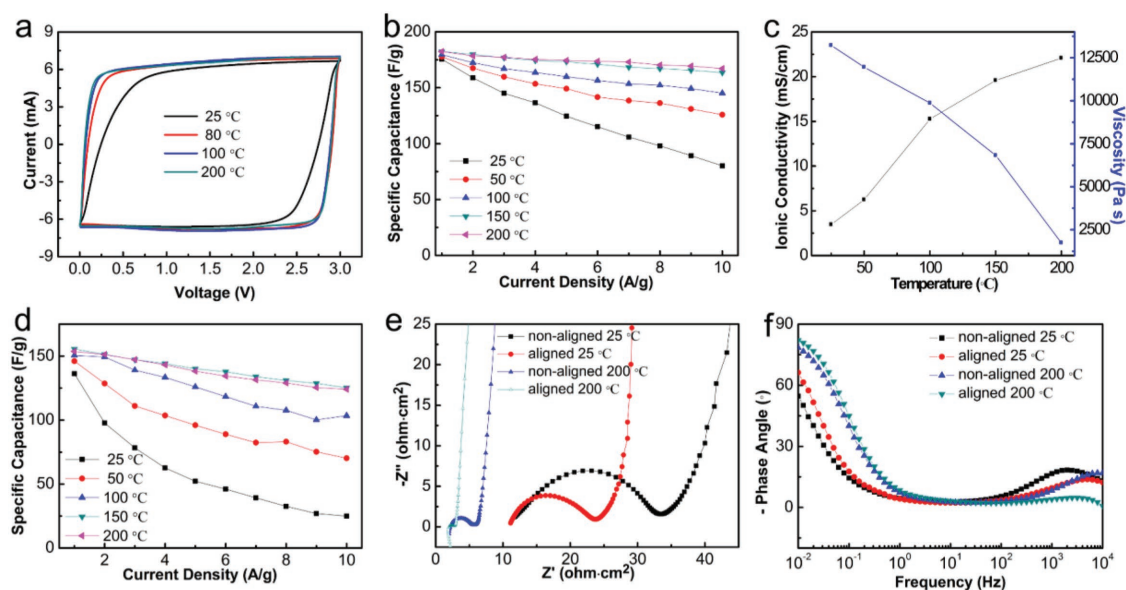 a
Current (mA)
9
6
3
0
-3
-6
-9
25 °C
80 °C
100 °C
200 °C
0.0 0.5 1.0 1.5 2.0 2.5 3.0
Voltage (V)
b
Specific Capacitance (F/g)
200
150
100
50
0
25 °C
50 °C
100 °C
150 °C
200 °C
2 4 6 8 10
Current Density (A/g)
c
Ionic Conductivity (mS/cm)
25
20
15
10
5
0
12500
10000
7500
5000
2500
Viscosity (Pa s)
50 100 150 200
Temperature (◦C)
d
Specific Capacitance (F/g)
150
100
50
0
25 °C
50 °C
100 °C
150 °C
200 °C
2 4 6 8 10
Current Density (A/g)
e
-Z'' (ohm·cm²)
25
20
15
10
5
0
non-aligned 25 °C
aligned 25 °C
non-aligned 200 °C
aligned 200 °C
0 10 20 30 40
Z' (ohm·cm²)
f
- Phase Angle (◦)
90
60
30
0
non-aligned 25 °C
aligned 25 °C
non-aligned 200 °C
aligned 200 °C
10⁻² 10⁻¹ 10⁰ 10¹ 10² 10³ 10⁴
Frequency (Hz)